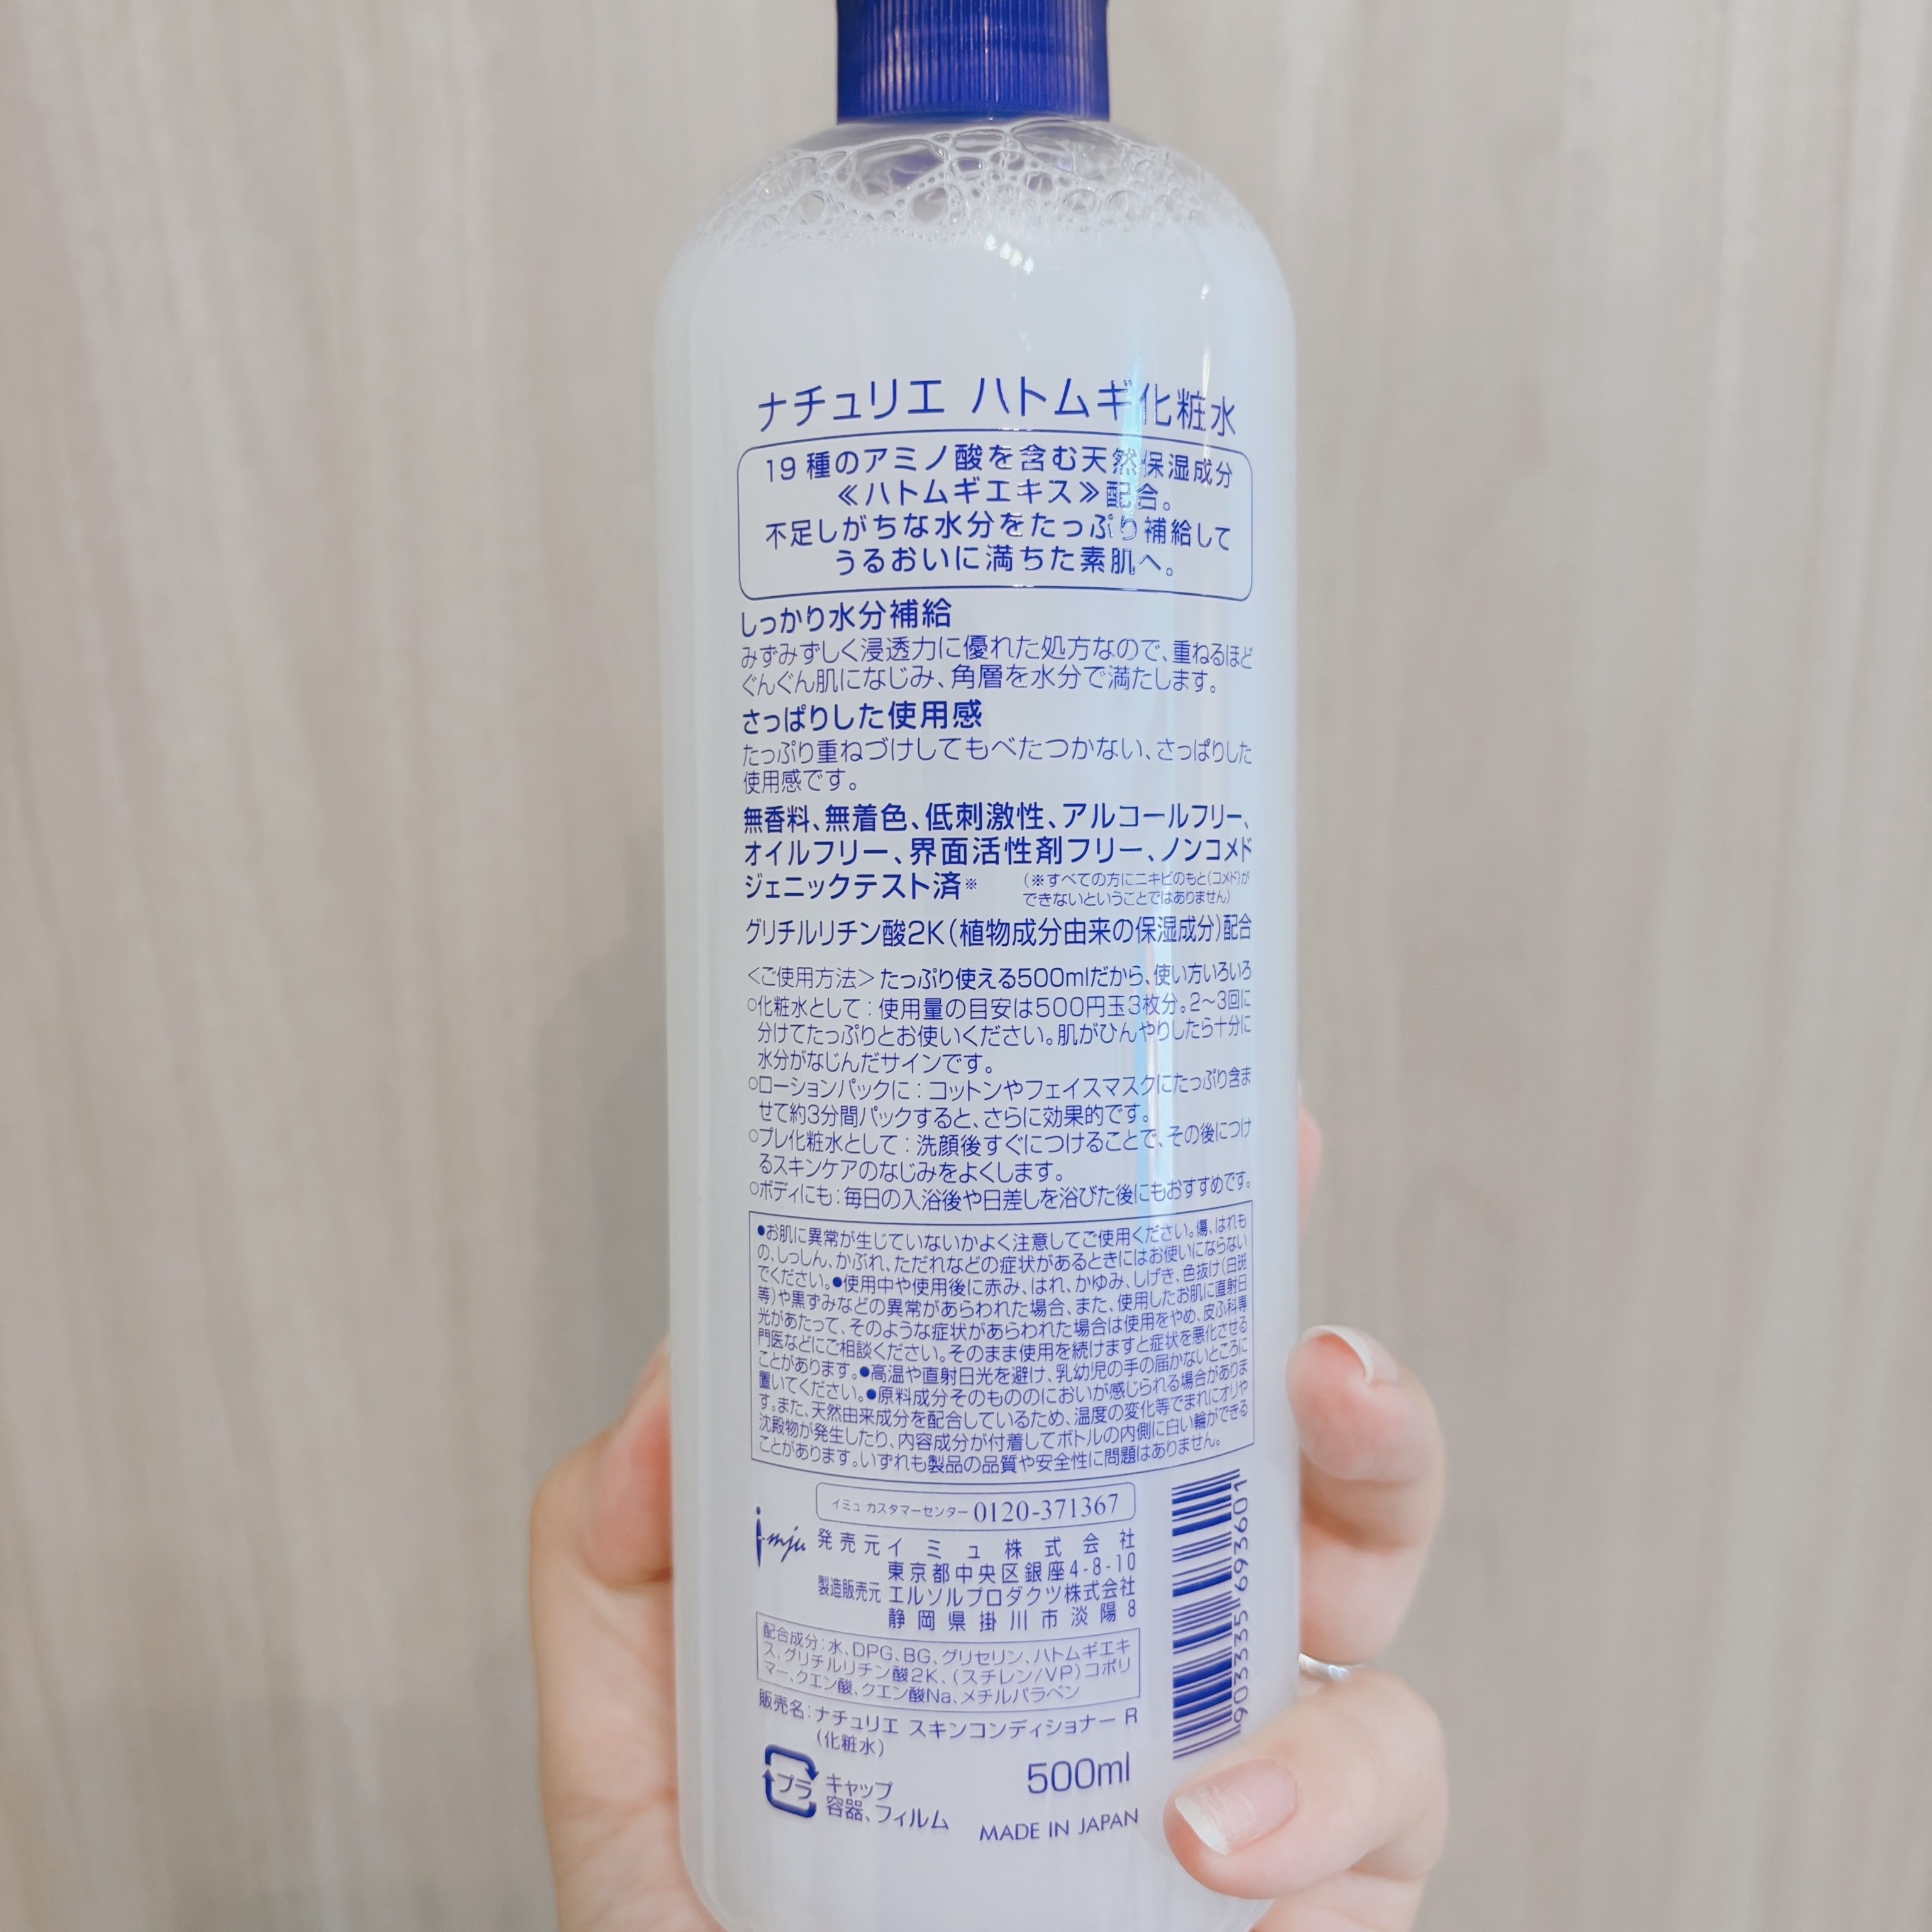 ナチュリエ ハトムギ化粧水
19種のアミノ酸を含む天然保湿成分
≪ハトムギエキス≫配合。
不足しがちな水分をたっぷり補給して
うるおいに満ちた素肌へ。
しっかり水分補給
みずみずしく浸透力に優れた処方なので、重ねるほど
ぐんぐん肌になじみ、角層を水分で満たします。
さっぱりした使用感
たっぷり重ねづけしてもべたつかない、さっぱりした
使用感です。
無香料、無着色、低刺激性、アルコールフリー、
オイルフリー、界面活性剤フリー、ノンコメド
ジェニックテスト済※
(※すべての方にニキビのもと(コメド)が
できないということではありません)
グリチルリチン酸2K(植物成分由来の保湿成分)配合
<ご使用方法>たっぷり使える500mlだから、使い方いろいろ
○化粧水として:使用量の目安は500円玉3枚分。2~3回に
分けてたっぷりとお使いください。肌がひんやりしたら十分に
水分がなじんだサインです。
○ローションパックに:コットンやフェイスマスクにたっぷり含ま
せて約3分間パックすると、さらに効果的です。
○プレ化粧水として:洗顔後すぐにつけることで、その後につけ
るスキンケアのなじみをよくします。
○ボディにも:毎日の入浴後や日差しを浴びた後にもおすすめです。
●お肌に異常が生じていないかよく注意してご使用ください。傷、はれも
の、しっしん、かぶれ、ただれなどの症状があるときにはお使いにならない
でください。●使用中や使用後に赤み、はれ、かゆみ、しげき、色抜け(白斑
等)や黒ずみなどの異常があらわれた場合、また、使用したお肌に直射日
光があたって、そのような症状があらわれた場合は使用をやめ、皮ふ科専
門医などにご相談ください。そのまま使用を続けますと症状を悪化させる
ことがあります。●高温や直射日光を避け、乳幼児の手の届かないところに
置いてください。●原料成分そのもののにおいが感じられる場合がありま
す。また、天然由来成分を配合しているため、温度の変化等でまれにオリや
沈殿物が発生したり、内容成分が付着してボトルの内側に白い輪ができる
ことがあります。いずれも製品の品質や安全性に問題はありません。
イミュ カスタマーセンター 0120-371367
i-mju
発売元 イミュ株式会社
東京都中央区銀座4-8-10
製造販売元 エルソルプロダクツ株式会社
静岡県掛川市淡陽8
配合成分:水、DPG、BG、グリセリン、ハトムギエキ
ス、グリチルリチン酸2K、(スチレン/VP)コポリ
マー、クエン酸、クエン酸Na、メチルパラベン
販売名:ナチュリエ スキンコンディショナー R
(化粧水)
プラ
キャップ
容器、フィルム
500ml
MADE IN JAPAN
4903335693601